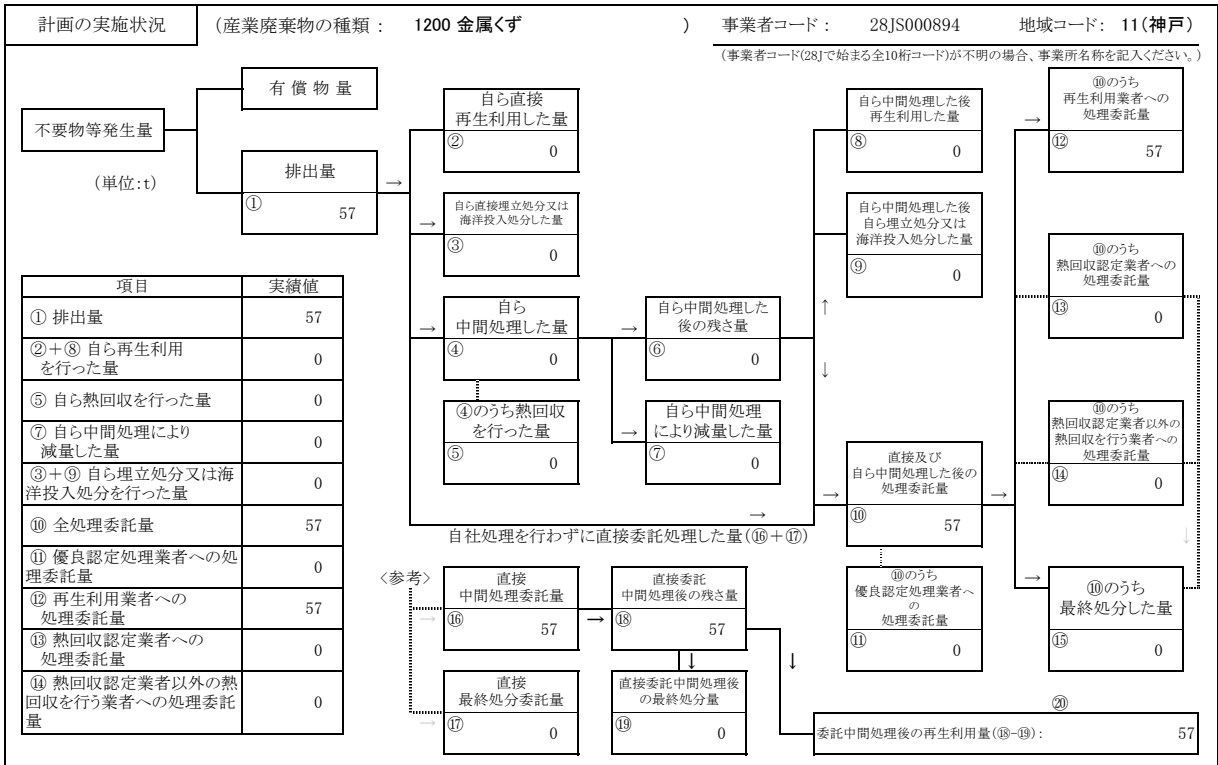 計画の実施状況
(産業廃棄物の種類： 1200 金属くず )
事業者コード： 28JS000894 地域コード： 11(神戸)
(事業者コード(28Jで始まる全10桁コード)が不明の場合、事業所名称を記入ください。)
不要物等発生量
(単位:t)
有償物量
排出量
→
① 57
自ら直接
再生利用した量
② 0
→
自ら直接埋立処分又は
海洋投入処分した量
③ 0
→
自ら
中間処理した量
④ 0
④のうち熱回収
を行った量
⑤ 0
→
自ら中間処理した
後の残さ量
⑥ 0
→
自ら中間処理
により減量した量
⑦ 0
↑
↓
自ら中間処理した後
再生利用した量
⑧ 0
自ら中間処理した後
自ら埋立処分又は
海洋投入処分した量
⑨ 0
→
直接及び
自ら中間処理した後の
処理委託量
→
⑩ 57
⑩のうち
優良認定処理業者へ
の
処理委託量
⑪ 0
→
⑩のうち
再生利用業者への
処理委託量
⑫ 57
⑩のうち
熱回収認定業者への
処理委託量
⑬ 0
⑩のうち
熱回収認定業者以外の
熱回収を行う業者への
処理委託量
⑭ 0
↓
→
⑩のうち
最終処分した量
⑮ 0
項目 実績値
① 排出量 57
②＋⑧ 自ら再生利用
を行った量 0
⑤ 自ら熱回収を行った量 0
⑦ 自ら中間処理により
減量した量 0
③＋⑨ 自ら埋立処分又は海
洋投入処分を行った量 0
⑩ 全処理委託量 57
⑪ 優良認定処理業者への処
理委託量 0
⑫ 再生利用業者への
処理委託量 57
⑬ 熱回収認定業者への
処理委託量 0
⑭ 熱回収認定業者以外の熱
回収を行う業者への処理委託
量 0
→
自社処理を行わずに直接委託処理した量(⑯＋⑰)
〈参考〉
→
直接
中間処理委託量
⑯ 57
→
直接委託
中間処理後の残さ量
⑱ 57
↓
↓
→
直接
最終処分委託量
⑰ 0
直接委託中間処理後
の最終処分量
⑲ 0
⑳
委託中間処理後の再生利用量(⑱-⑲)： 57